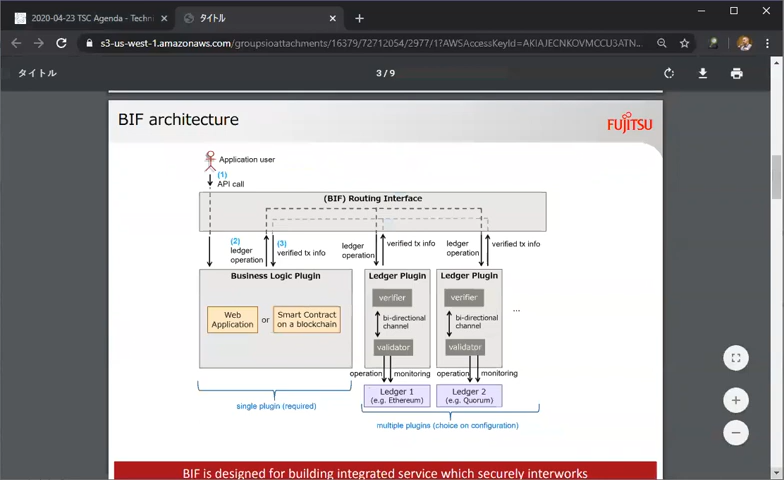 2020-04-23 TSC Agenda - Techni
タイトル
s3-us-west-1.amazonaws.com/groupsioattachments/16379/72712054/2977/1?AWSAccessKeyId=AKIAJECNKOVMCCU3ATN...
タイトル
3 / 9
BIF architecture
FUJITSU
Application user
(1)
API call
(BIF) Routing Interface
(2)
ledger
operation
(3)
verified tx info
ledger
operation
verified tx info
ledger
operation
verified tx info
Business Logic Plugin
Web
Application
or
Smart Contract
on a blockchain
Ledger Plugin
verifier
bi-directional
channel
validator
operation
monitoring
Ledger 1
(e.g. Ethereum)
Ledger Plugin
verifier
bi-directional
channel
validator
operation
monitoring
Ledger 2
(e.g. Quorum)
...
single plugin (required)
multiple plugins (choice on configuration)
BIF is designed for building integrated service which securely interworks